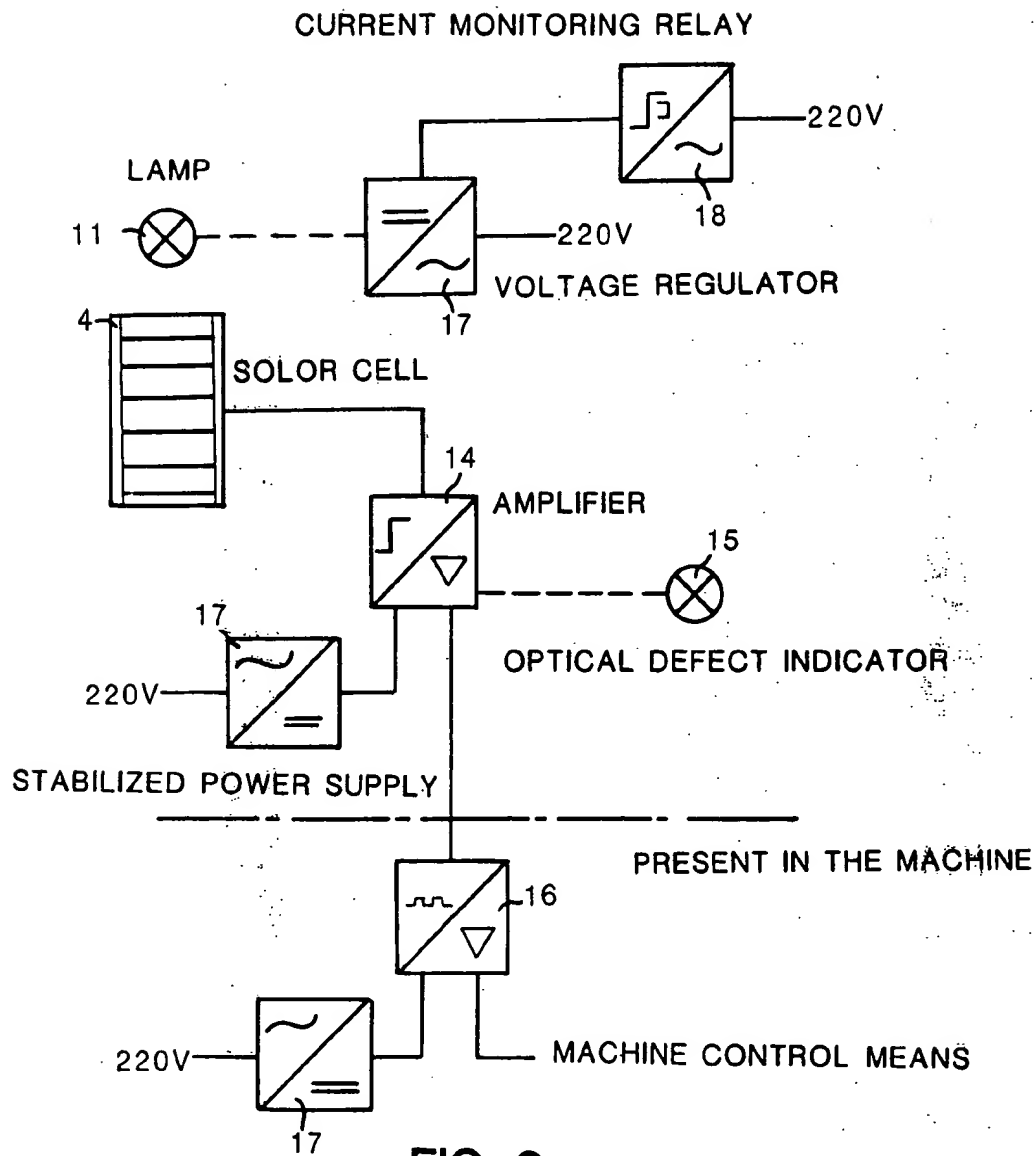 CURRENT MONITORING RELAY
220V
18
LAMP
11
220V
17
VOLTAGE REGULATOR
4
SOLOR CELL
14
AMPLIFIER
15
17
220V
OPTICAL DEFECT INDICATOR
STABILIZED POWER SUPPLY
PRESENT IN THE MACHINE
16
220V
MACHINE CONTROL MEANS
17